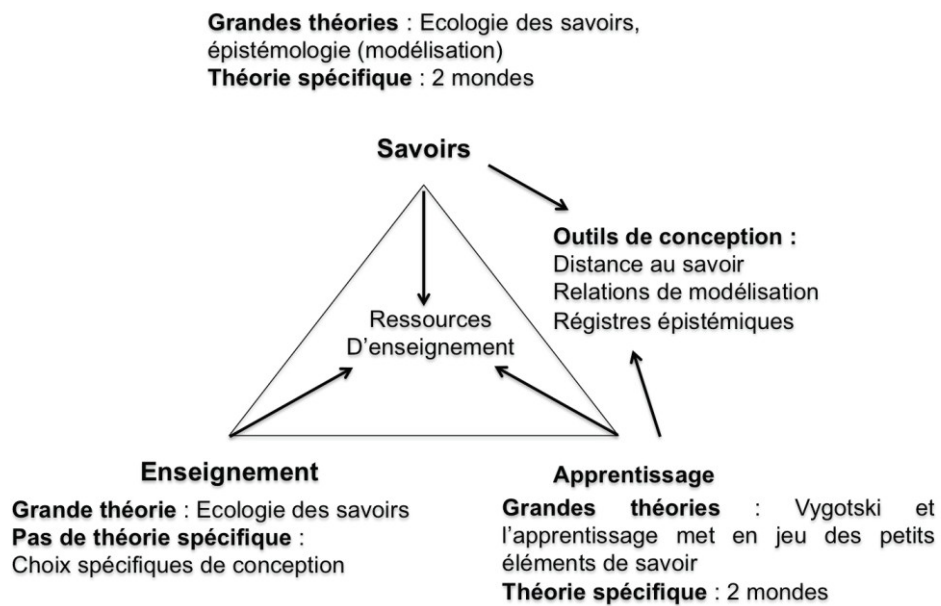 Grandes théories : Ecologie des savoirs,
épistémologie (modélisation)
Théorie spécifique : 2 mondes
Savoirs
Outils de conception :
Distance au savoir
Relations de modélisation
Régistres épistémiques
Ressources
D'enseignement
Enseignement
Grande théorie : Ecologie des savoirs
Pas de théorie spécifique :
Choix spécifiques de conception
Apprentissage
Grandes théories : Vygotski et
l'apprentissage met en jeu des petits
éléments de savoir
Théorie spécifique : 2 mondes